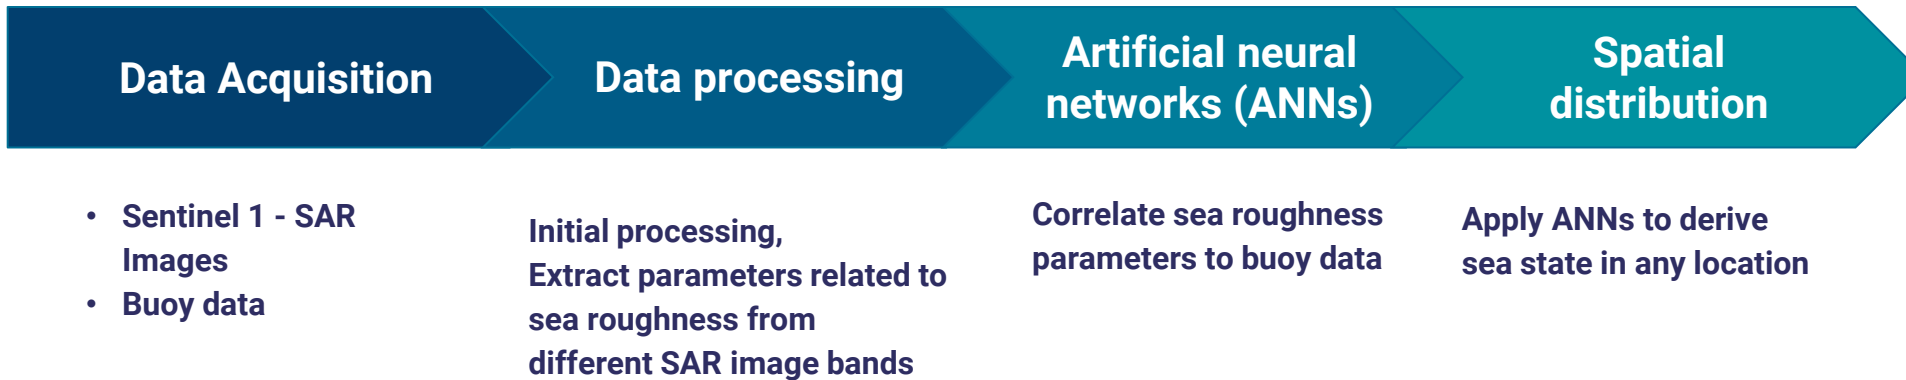 Data Acquisition
Data processing
Artificial neural
networks (ANNs)
Spatial
distribution
• Sentinel 1 - SAR
Images
• Buoy data
Initial processing,
Extract parameters related to
sea roughness from
different SAR image bands
Correlate sea roughness
parameters to buoy data
Apply ANNs to derive
sea state in any location